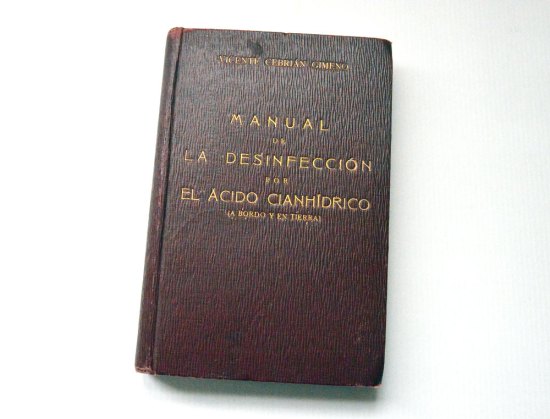 VICENTE CEBRIÁN GIMENO
MANUAL
DE
LA DESINFECCIÓN
POR
EL ÁCIDO CIANHÍDRICO
(A BORDO Y EN TIERRA)